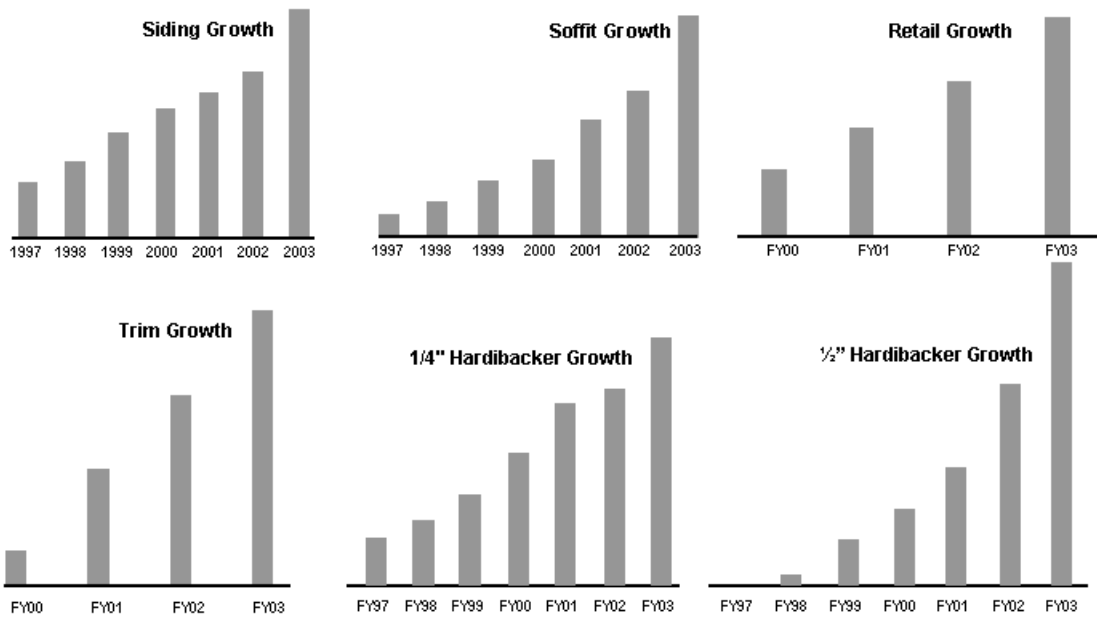 Siding Growth
1997 1998 1999 2000 2001 2002 2003
Soffit Growth
1997 1998 1999 2000 2001 2002 2003
Retail Growth
FY00 FY01 FY02 FY03
Trim Growth
FY00 FY01 FY02 FY03
1/4" Hardibacker Growth
FY97 FY98 FY99 FY00 FY01 FY02 FY03
½” Hardibacker Growth
FY97 FY98 FY99 FY00 FY01 FY02 FY03